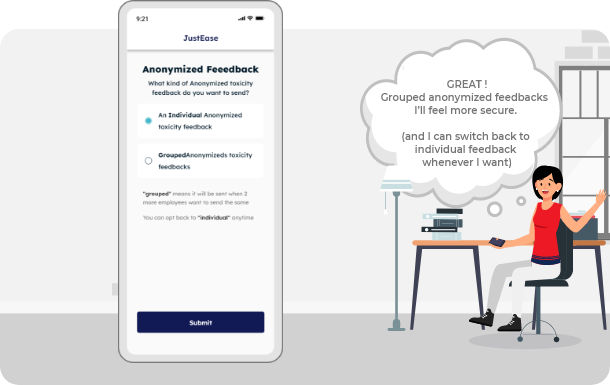 9:21
JustEase
Anonymized Feeedback
What kind of Anonymized toxicity
feedback do you want to send?
An Individual Anonymized
toxicity feedback
GroupedAnonymizeds toxicity
feedbacks
"grouped" means it will be sent when 2
more employees want to send the same
You can opt back to "individual" anytime
Submit
GREAT !
Grouped anonymized feedbacks
I'll feel more secure.
(and I can switch back to
individual feedback
whenever I want)